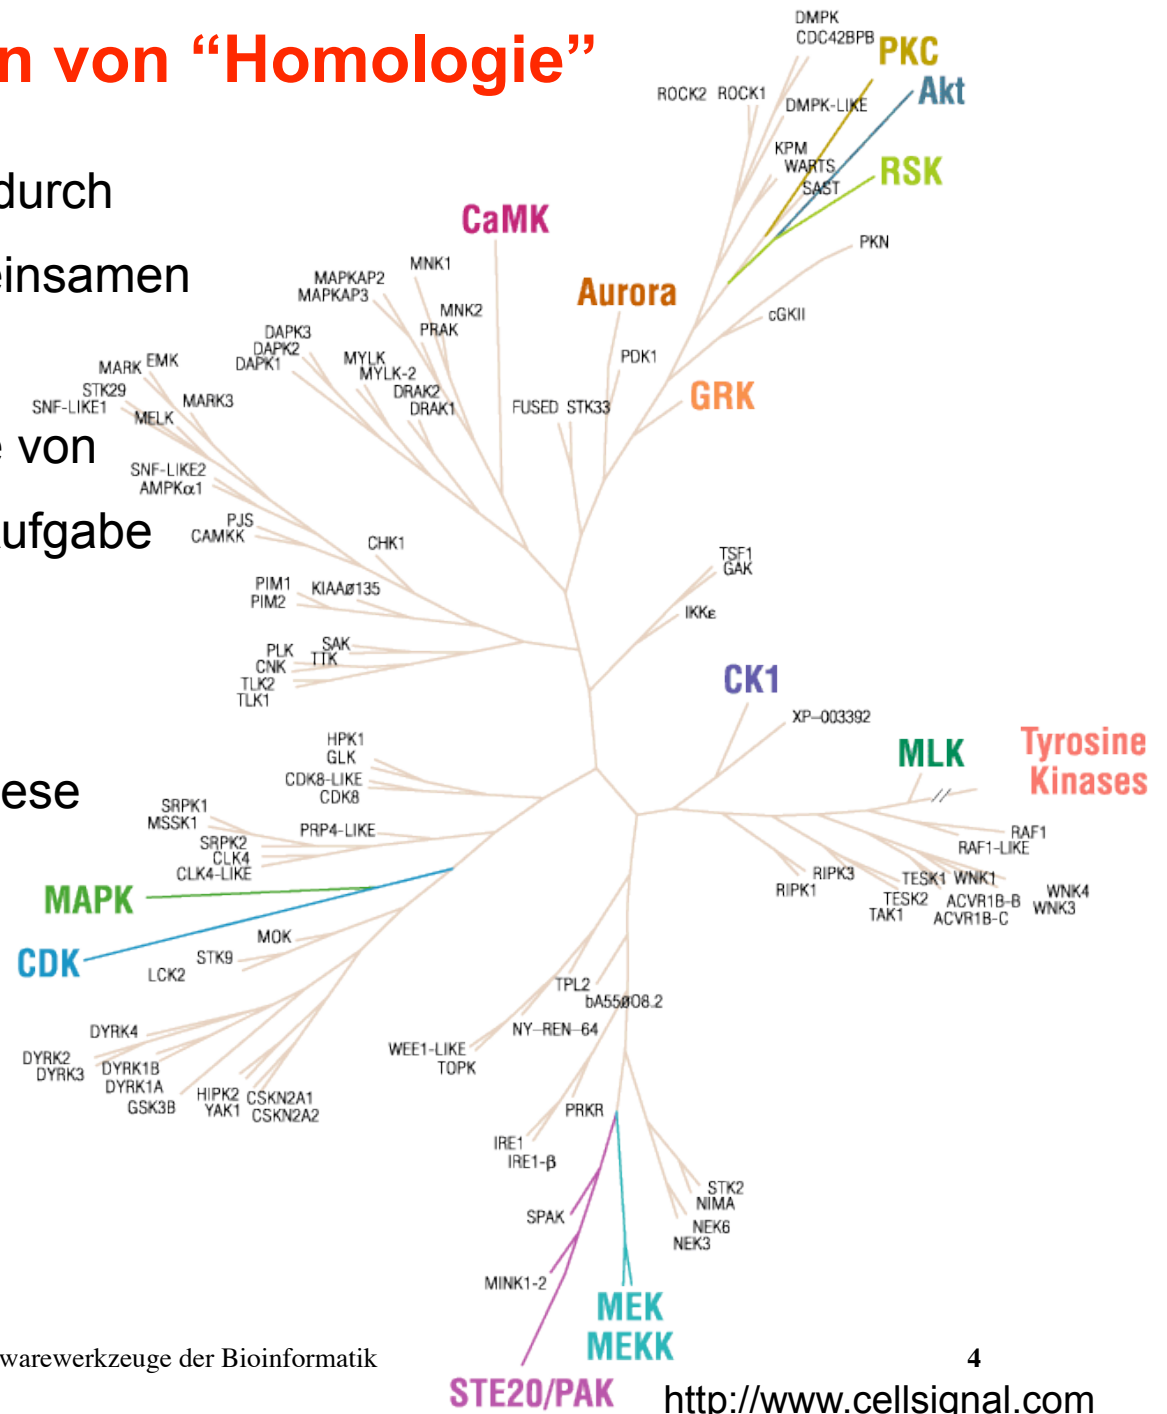 n von “Homologie”
durch
einsamen
e von
ufgabe
ese
DMPK
CDC42BPB
PKC
Akt
ROCK2 ROCK1
DMPK-LIKE
KPM
WARTS
SAST
RSK
CaMK
PKN
MNK1
MAPKAP2
MAPKAP3
Aurora
MNK2
PRAK
cGKII
DAPK3
DAPK2
DAPK1
MYLK
MYLK-2
PDK1
MARK EMK
STK29
SNF-LIKE1
MARK3
MELK
DRAK2
DRAK1
FUSED STK33
GRK
SNF-LIKE2
AMPKα1
PJS
CAMKK
CHK1
TSF1
GAK
PIM1
PIM2
KIAAø135
IKKε
PLK
SAK
TTK
CNK
TLK2
TLK1
CK1
XP–003392
HPK1
GLK
CDK8-LIKE
CDK8
MLK
Tyrosine
Kinases
//
SRPK1
MSSK1
PRP4-LIKE
SRPK2
CLK4
CLK4-LIKE
RAF1
RAF1-LIKE
RIPK3
RIPK1
TESK1 WNK1
TESK2
TAK1
ACVR1B-B
ACVR1B-C
WNK4
WNK3
MAPK
CDK
MOK
STK9
LCK2
TPL2
bA55øO8.2
NY–REN–64
WEE1-LIKE
TOPK
DYRK4
DYRK2
DYRK3
DYRK1B
DYRK1A
GSK3B
HIPK2
YAK1
CSKN2A1
CSKN2A2
PRKR
IRE1
IRE1-β
STK2
NIMA
NEK6
NEK3
SPAK
MINK1-2
MEK
MEKK
STE20/PAK
warewerkzeuge der Bioinformatik
4
http://www.cellsignal.com